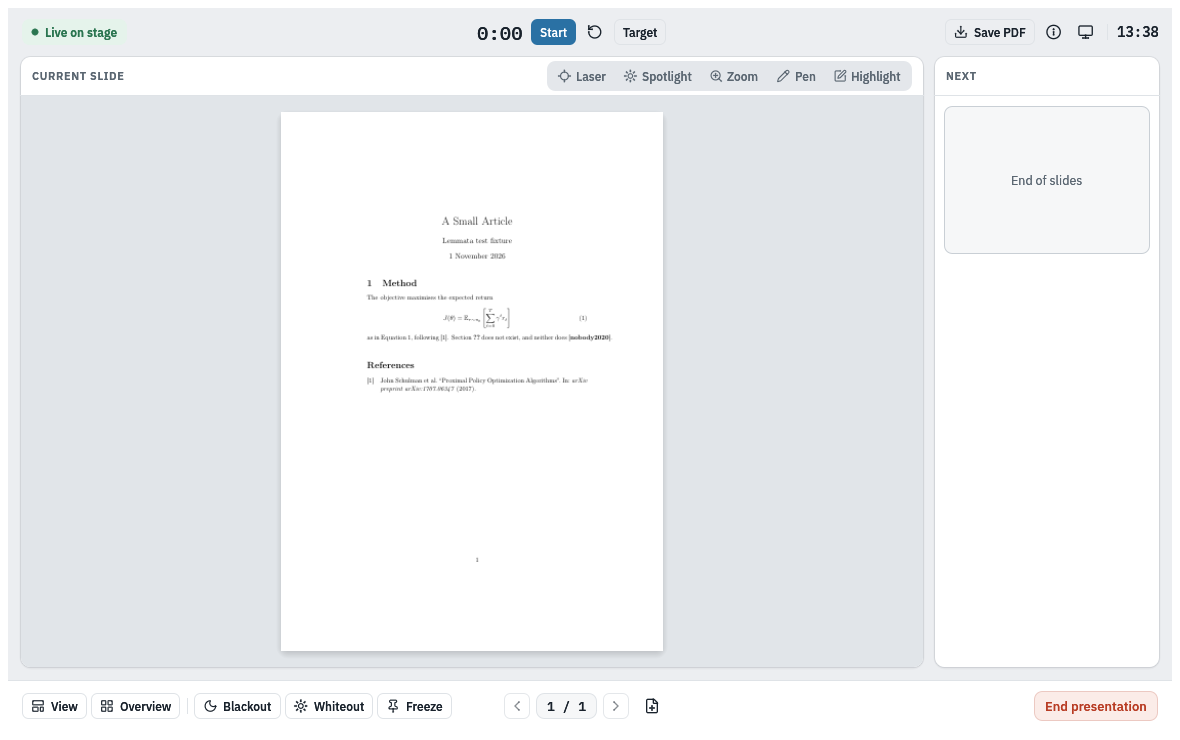 Live on stage
0:00 Start Target
Save PDF 13:38
CURRENT SLIDE
Laser Spotlight Zoom Pen Highlight
NEXT
End of slides
A Small Article
Lemmata test fixture
1 November 2026
1 Method
The objective maximises the expected return
(1)
as in Equation 1, following [1]. Section ?? does not exist, and neither does [nobody2020]
References
[1] John Schulman et al. “Proximal Policy Optimization Algorithms”. In: arXiv
preprint arXiv:1707.06347 (2017).
1
View Overview Blackout Whiteout Freeze 1 / 1 End presentation